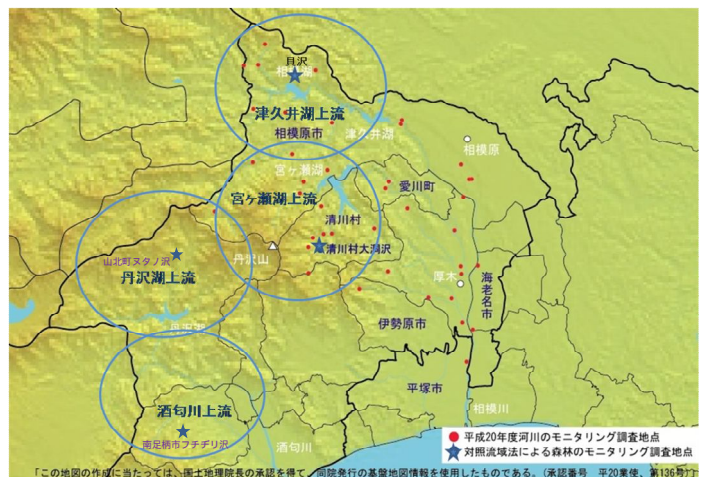 貝沢
相模湖
津久井湖上流
相模原市
津久井湖
相模原
宮ヶ瀬湖
愛川町
宮ヶ瀬湖上流
清川村
清川村大洞沢
丹沢山
山北町ヌタノ沢
丹沢湖上流
厚木
海老名市
伊勢原市
平塚市
酒匂川上流
相模川
南足柄市フチヂリ沢
酒匂川
平成20年度河川のモニタリング調査地点
対照流域法による森林のモニタリング調査地点
「この地図の作成に当たっては、国土地理院長の承認を得て、同院発行の基盤地図情報を使用したものである。（承認番号　平20業使、第136号）」